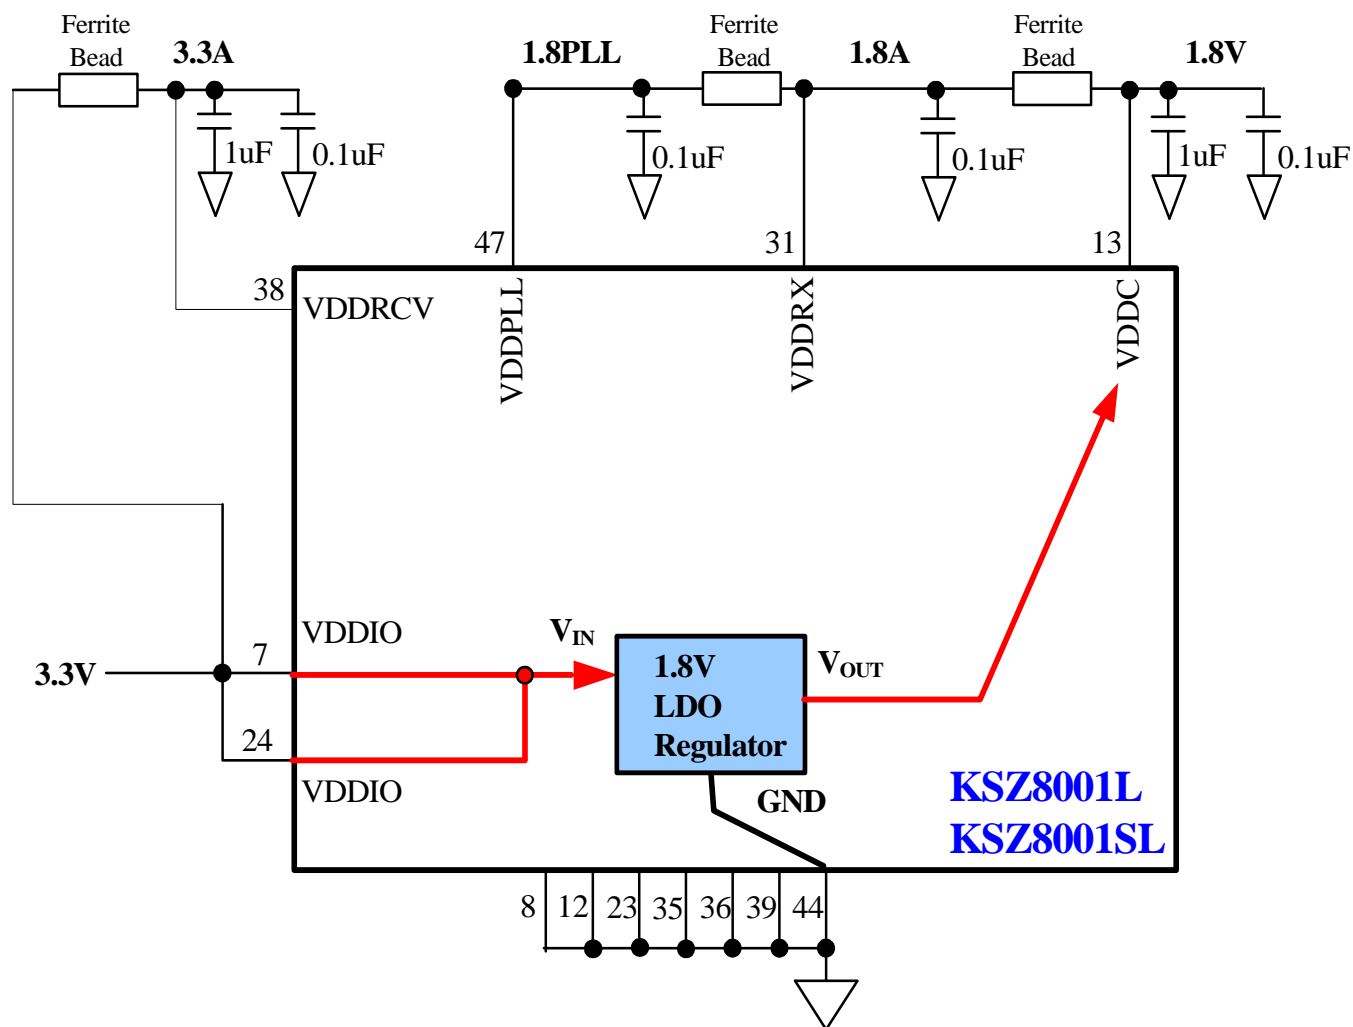 Ferrite
Bead
3.3A
1uF
0.1uF
1.8PLL
0.1uF
Ferrite
Bead
1.8A
0.1uF
Ferrite
Bead
1.8V
1uF
0.1uF
47
31
13
38
VDDRCV
VDDPLL
VDDRX
VDDC
3.3V
7
VDDIO
24
VDDIO
VIN
1.8V
LDO
Regulator
VOUT
GND
KSZ8001L
KSZ8001SL
8
12
23
35
36
39
44